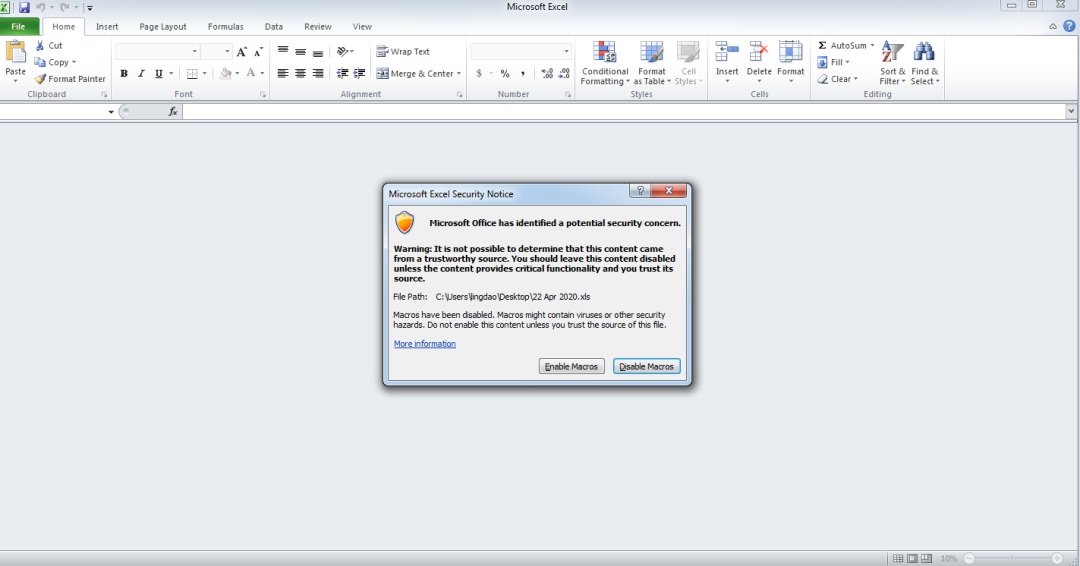 Microsoft Excel
File Home Insert Page Layout Formulas Data Review View
Cut
Copy
Format Painter
Paste
Clipboard
B I U
Font
Wrap Text
Merge & Center
Alignment
$ % ,
Number
Conditional Formatting
Format as Table
Cell Styles
Styles
Insert Delete Format
Cells
Σ AutoSum
Fill
Clear
Sort & Filter
Find & Select
Editing
fx
Microsoft Excel Security Notice
Microsoft Office has identified a potential security concern.
Warning: It is not possible to determine that this content came
from a trustworthy source. You should leave this content disabled
unless the content provides critical functionality and you trust its
source.
File Path: C:\Users\lingdao\Desktop\22 Apr 2020.xls
Macros have been disabled. Macros might contain viruses or other security
hazards. Do not enable this content unless you trust the source of this file.
More information
Enable Macros Disable Macros
10%